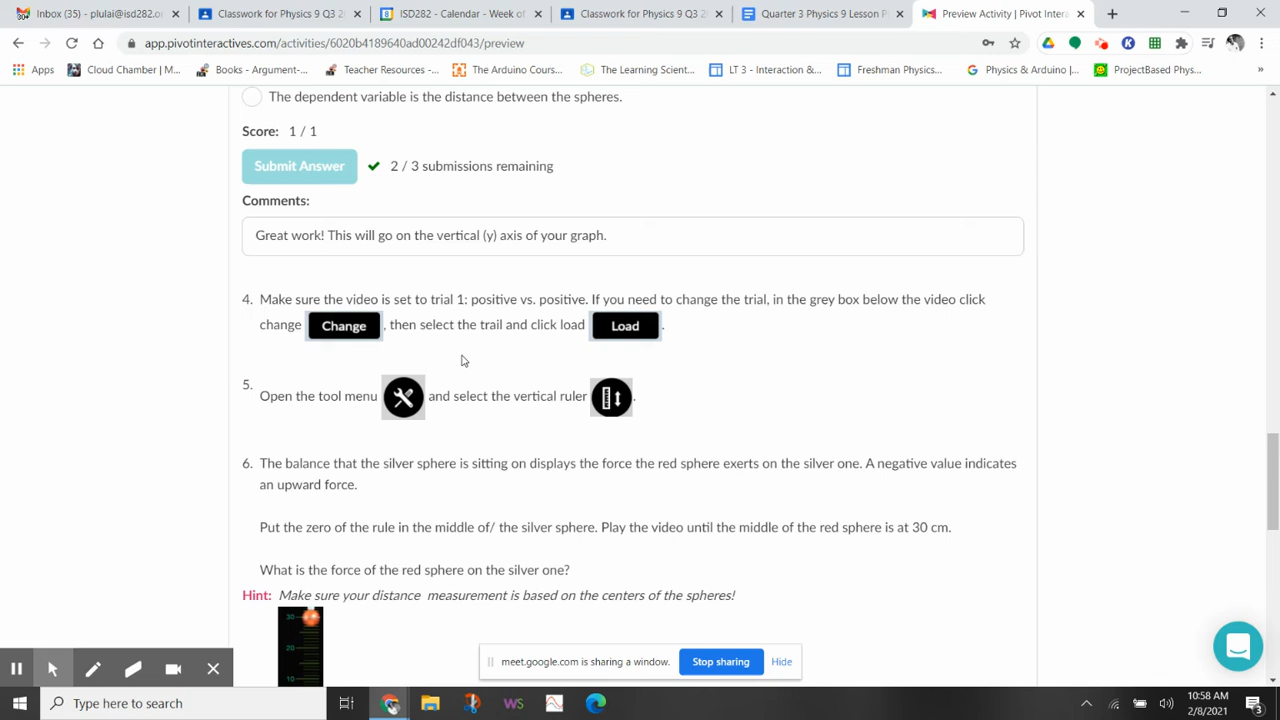 Inbox (35) - plulai@isd282.o
Classwork for Physics 9 Q3 2
ISD282 - Calendar - Week of
Classwork for Physics 9 Q3 2
Quarter 3 Physics 9 Lesson P
Preview Activity | Pivot Intera
app.pivotinteractives.com/activities/6020b4189640ad00242df043/preview
Apps
Cloud Chamber | M...
Books - Argument-...
Teacher Resources -...
The Arduino Cours...
The Learning Scient...
LT 3 - Interaction &...
Freshman Physics...
Physics & Arduino |...
ProjectBased Phys...
»
The dependent variable is the distance between the spheres.
Score: 1 / 1
Submit Answer
2 / 3 submissions remaining
Comments:
Great work! This will go on the vertical (y) axis of your graph.
4. Make sure the video is set to trial 1: positive vs. positive. If you need to change the trial, in the grey box below the video click
change Change , then select the trail and click load Load .
5.
Open the tool menu and select the vertical ruler .
6. The balance that the silver sphere is sitting on displays the force the red sphere exerts on the silver one. A negative value indicates
an upward force.
Put the zero of the rule in the middle of/ the silver sphere. Play the video until the middle of the red sphere is at 30 cm.
What is the force of the red sphere on the silver one?
Hint: Make sure your distance measurement is based on the centers of the spheres!
30
20
10
meet.google.com is sharing a window.
Stop sharing
Hide
Type here to search
WS
10:58 AM
2/8/2021
3